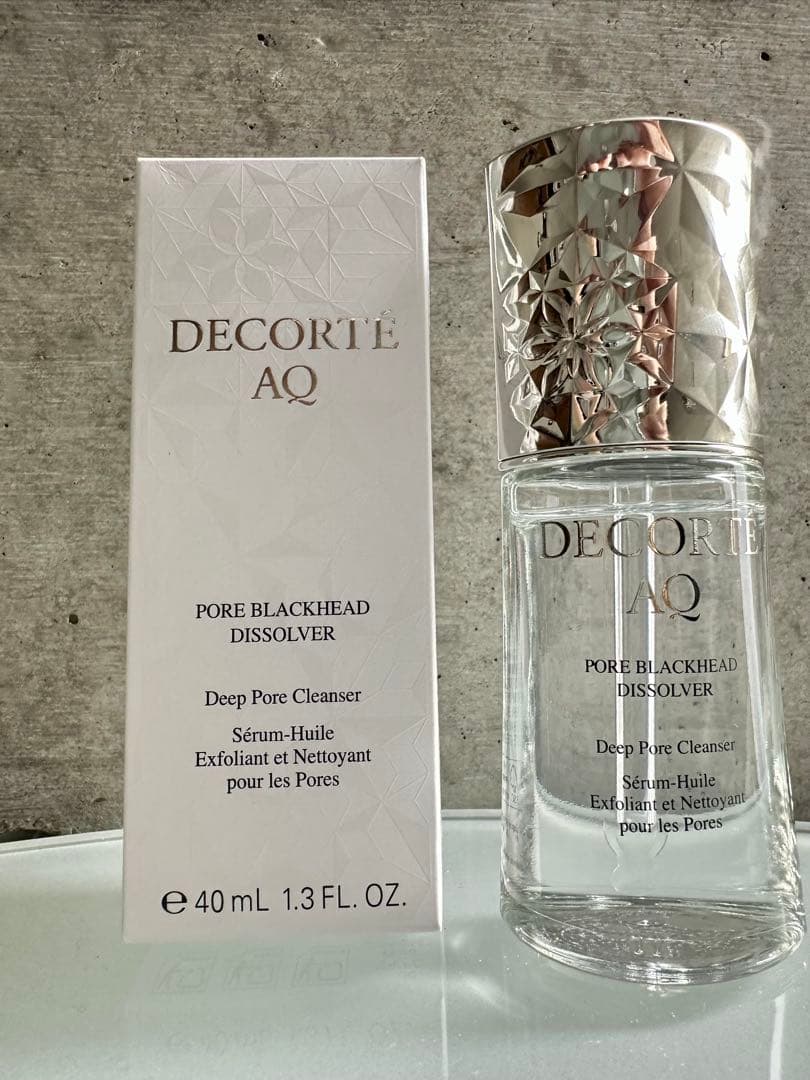 DECORTÉ
AQ
PORE BLACKHEAD
DISSOLVER
Deep Pore Cleanser
Sérum-Huile
Exfoliant et Nettoyant
pour les Pores
℮ 40 mL 1.3 FL. OZ.
DECORTÉ
AQ
PORE BLACKHEAD
DISSOLVER
Deep Pore Cleanser
Sérum-Huile
Exfoliant et Nettoyant
pour les Pores